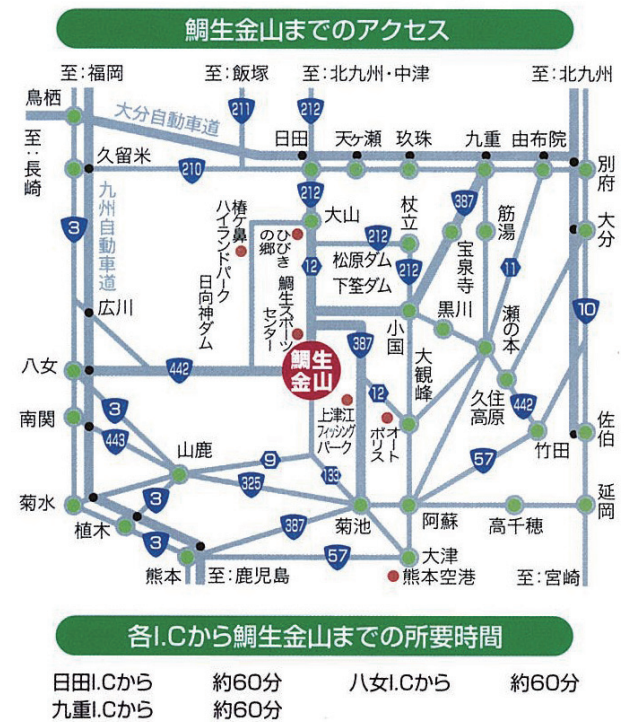 鯛生金山までのアクセス
至:福岡
至:飯塚
至:北九州・中津
至:北九州
鳥栖
大分自動車道
211
212
至:長崎
久留米
210
日田
天ヶ瀬
玖珠
九重
由布院
別府
3
九州自動車道
212
大山
387
筋湯
大分
椿ヶ鼻
ハイランドパーク
ひびき
の郷
杖立
212
松原ダム
下筌ダム
212
宝泉寺
11
12
日向神ダム
鯛生スポーツ
センター
広川
小国
黒川
瀬の本
10
八女
442
鯛生
金山
387
大観峰
久住
高原
442
竹田
佐伯
南関
3
443
上津江
フィッシング
パーク
12
オート
ポリス
57
山鹿
9
325
133
菊水
植木
3
3
387
菊池
阿蘇
高千穂
延岡
熊本
至:鹿児島
57
大津
熊本空港
至:宮崎
各I.Cから鯛生金山までの所要時間
日田I.Cから 約60分 八女I.Cから 約60分
九重I.Cから 約60分